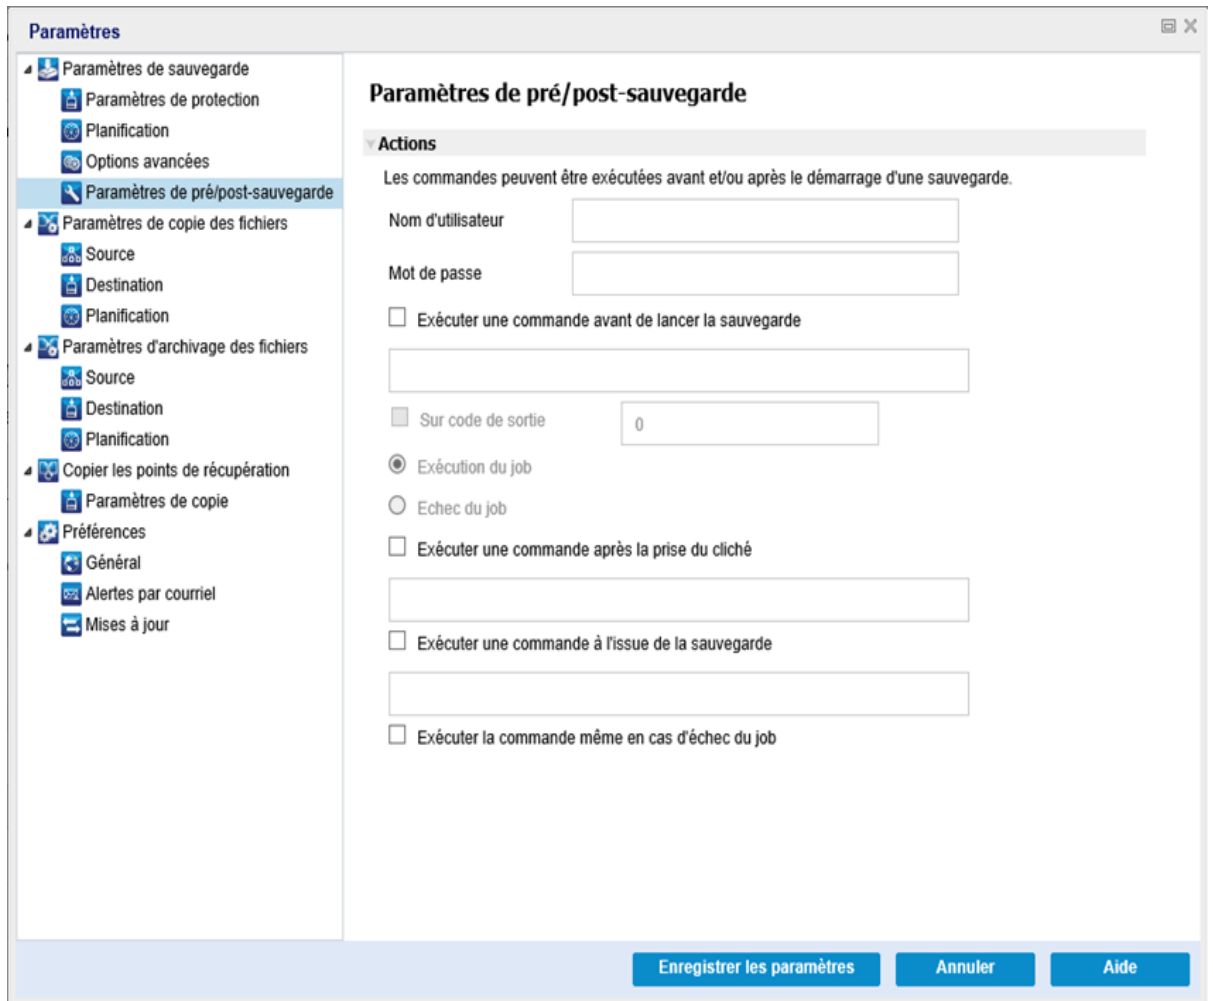 Paramètres
Paramètres de sauvegarde
Paramètres de protection
Planification
Options avancées
Paramètres de pré/post-sauvegarde
Paramètres de copie des fichiers
Source
Destination
Planification
Paramètres d'archivage des fichiers
Source
Destination
Planification
Copier les points de récupération
Paramètres de copie
Préférences
Général
Alertes par courriel
Mises à jour
Paramètres de pré/post-sauvegarde
Actions
Les commandes peuvent être exécutées avant et/ou après le démarrage d'une sauvegarde.
Nom d'utilisateur
Mot de passe
Exécuter une commande avant de lancer la sauvegarde
Sur code de sortie 0
Exécution du job
Echec du job
Exécuter une commande après la prise du cliché
Exécuter une commande à l'issue de la sauvegarde
Exécuter la commande même en cas d'échec du job
Enregistrer les paramètres Annuler Aide